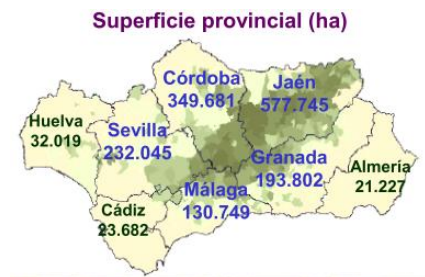 Superficie provincial (ha)
Córdoba
349.681
Jaén
577.745
Huelva
32.019
Sevilla
232.045
Granada
193.802
Almería
21.227
Málaga
130.749
Cádiz
23.682